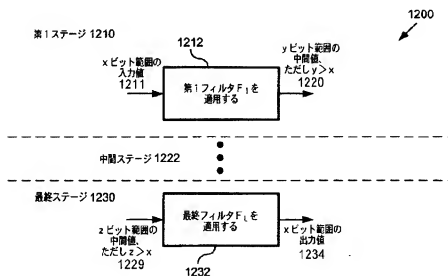 1200
第1ステージ 1210
xビット範囲の
入力値
1211
1212
第1フィルタF1を
適用する
yビット範囲の
中間値、
ただしy>x
1220
中間ステージ 1222
最終ステージ 1230
zビット範囲の
中間値、
ただしz>x
1229
最終フィルタFLを
適用する
1232
xビット範囲の
出力値
1234